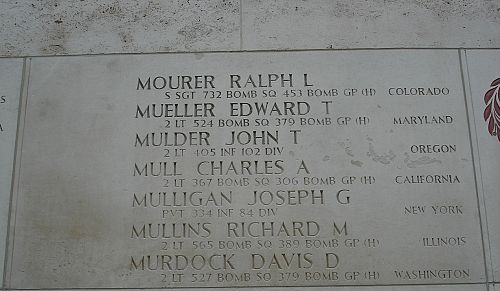 MOURER RALPH L
S SGT 732 BOMB SQ 453 BOMB GP (H) COLORADO
MUELLER EDWARD T
2 LT 524 BOMB SQ 379 BOMB GP (H) MARYLAND
MULDER JOHN T
2 LT 405 INF 102 DIV OREGON
MULL CHARLES A
2 LT 367 BOMB SQ 306 BOMB GP (H) CALIFORNIA
MULLIGAN JOSEPH G
PVT 334 INF 84 DIV NEW YORK
MULLINS RICHARD M
2 LT 565 BOMB SQ 389 BOMB GP (H) ILLINOIS
MURDOCK DAVIS D
2 LT 527 BOMB SQ 379 BOMB GP (H) WASHINGTON